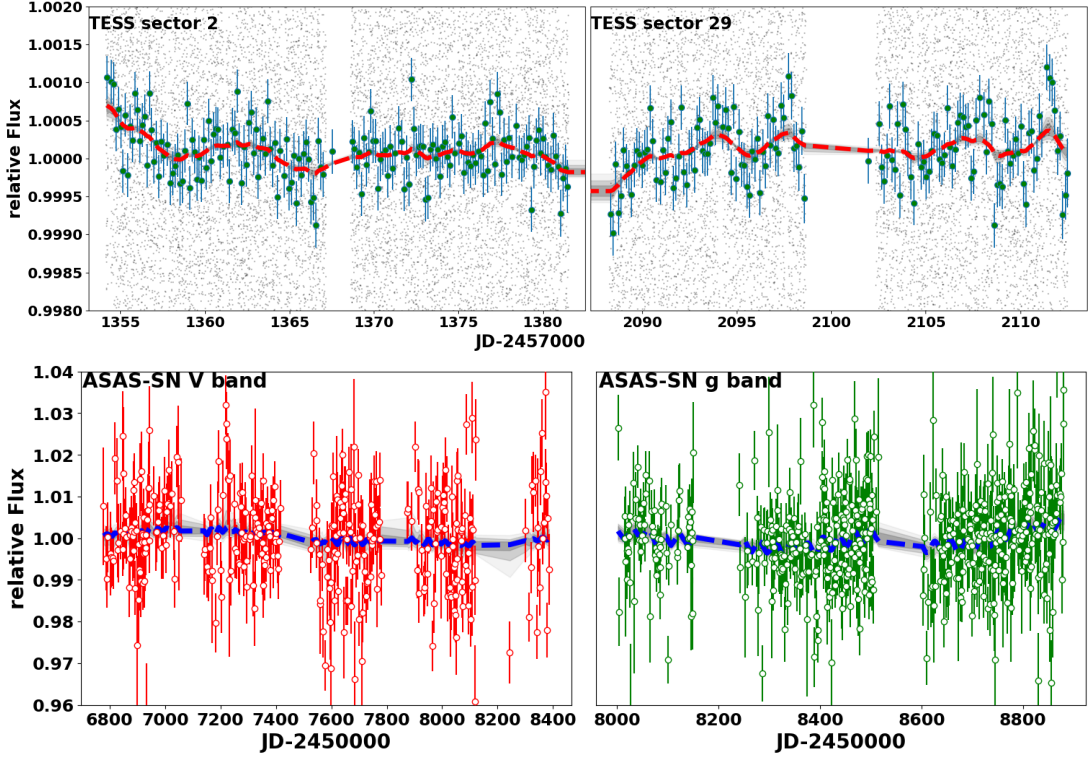 TESS sector 2
TESS sector 29
relative Flux
1.0020
1.0015
1.0010
1.0005
1.0000
0.9995
0.9990
0.9985
0.9980
1355 1360 1365 1370 1375 1380
2090 2095 2100 2105 2110
JD-2457000
ASAS-SN V band
ASAS-SN g band
relative Flux
1.04
1.03
1.02
1.01
1.00
0.99
0.98
0.97
0.96
6800 7000 7200 7400 7600 7800 8000 8200 8400
8000 8200 8400 8600 8800
JD-2450000
JD-2450000